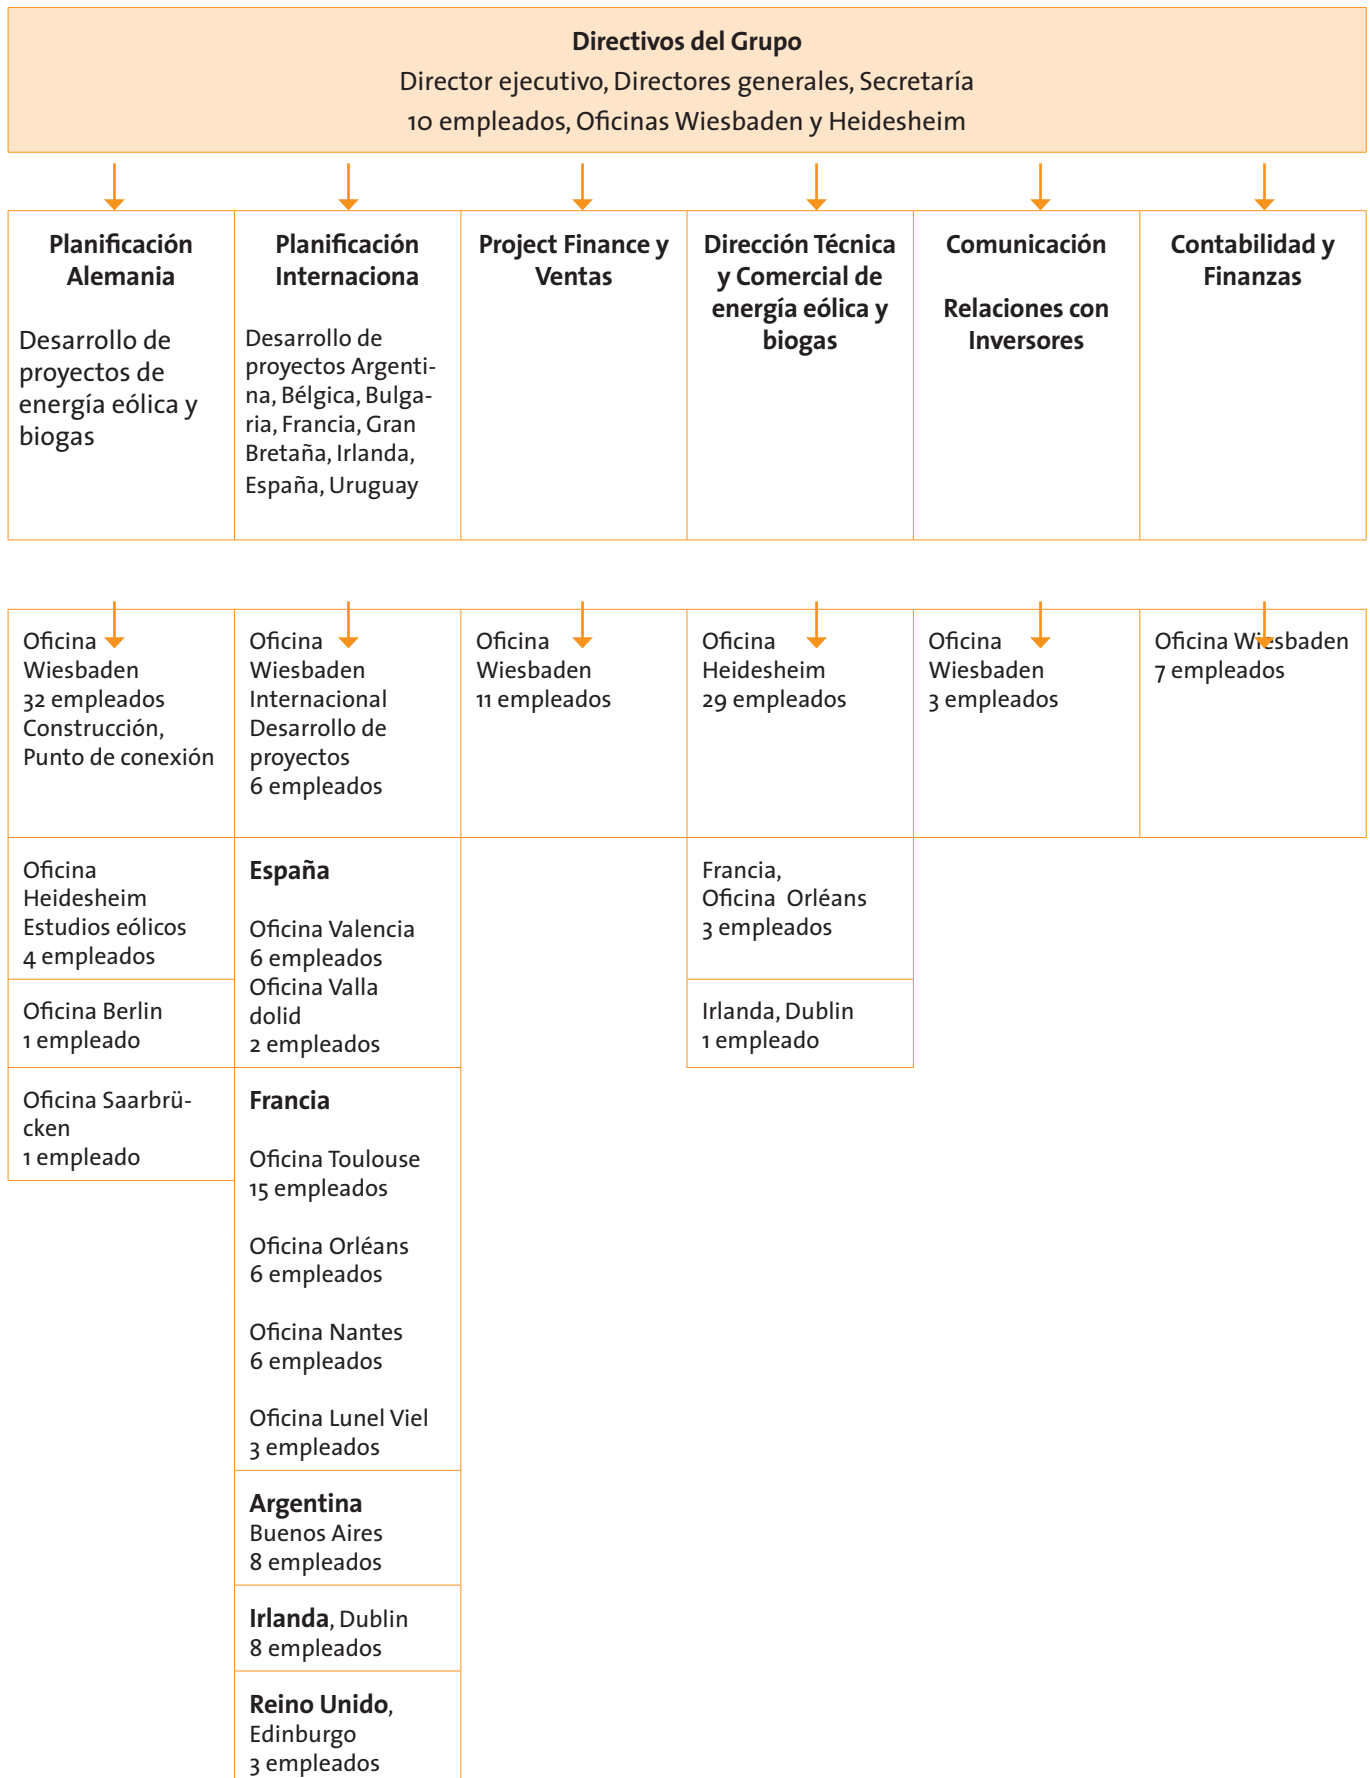 Directivos del Grupo
Director ejecutivo, Directores generales, Secretaría
10 empleados, Oficinas Wiesbaden y Heidesheim
Planificación
Alemania
Desarrollo de
proyectos de
energía eólica y
biogas
Planificación
Internaciona
Desarrollo de
proyectos Argenti-
na, Bélgica, Bulga-
ria, Francia, Gran
Bretaña, Irlanda,
España, Uruguay
Project Finance y
Ventas
Dirección Técnica
y Comercial de
energía eólica y
biogas
Comunicación
Relaciones con
Inversores
Contabilidad y
Finanzas
Oficina
Wiesbaden
32 empleados
Construcción,
Punto de conexión
Oficina
Wiesbaden
Internacional
Desarrollo de
proyectos
6 empleados
Oficina
Wiesbaden
11 empleados
Oficina
Heidesheim
29 empleados
Oficina
Wiesbaden
3 empleados
Oficina Wiesbaden
7 empleados
Oficina
Heidesheim
Estudios eólicos
4 empleados
Oficina Berlin
1 empleado
Oficina Saarbrü-
cken
1 empleado
España
Oficina Valencia
6 empleados
Oficina Valla
dolid
2 empleados
Francia
Oficina Toulouse
15 empleados
Oficina Orléans
6 empleados
Oficina Nantes
6 empleados
Oficina Lunel Viel
3 empleados
Argentina
Buenos Aires
8 empleados
Irlanda, Dublin
8 empleados
Reino Unido,
Edinburgo
3 empleados
Francia,
Oficina Orléans
3 empleados
Irlanda, Dublin
1 empleado